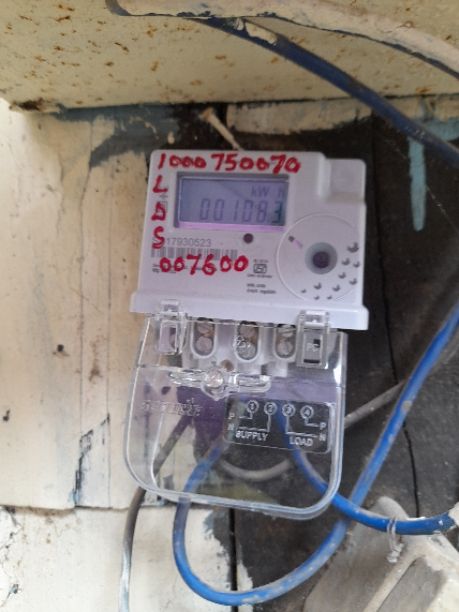 1000750070
L
kW h
D
001083
S
17930523
007600
1 2 3 4
P P
N N
SUPPLY LOAD